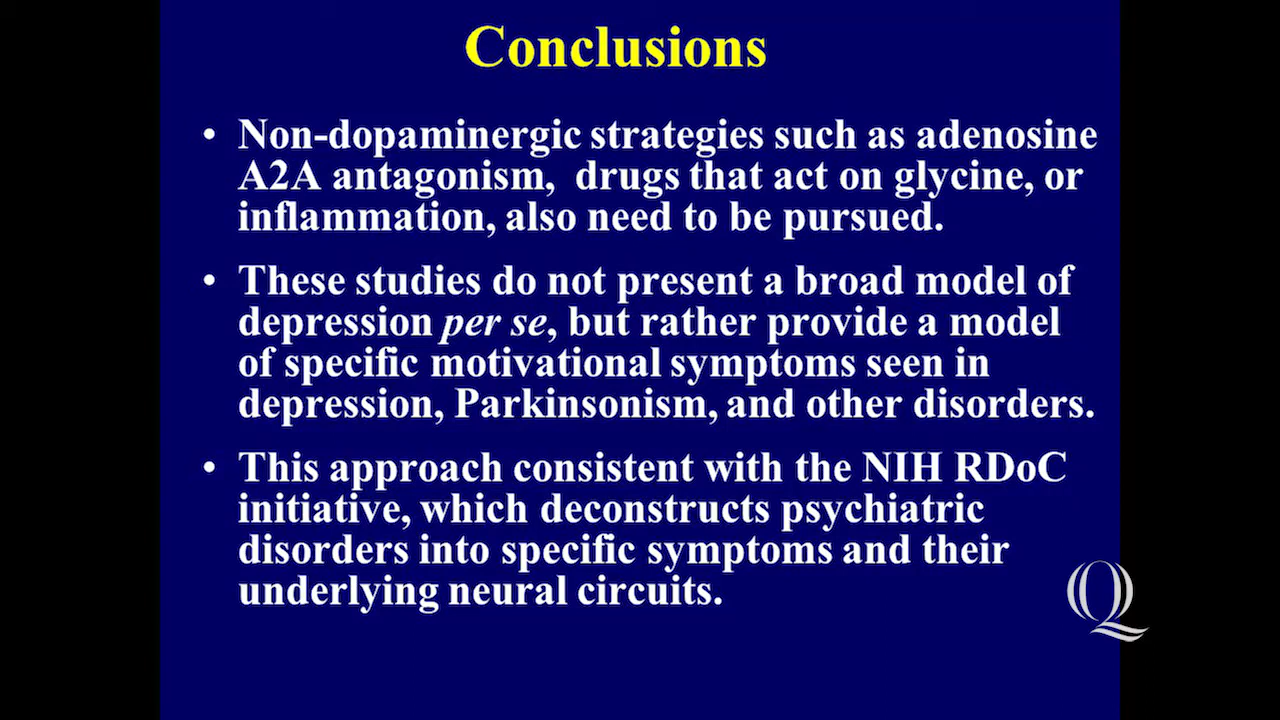 Conclusions
• Non-dopaminergic strategies such as adenosine
A2A antagonism,  drugs that act on glycine, or
inflammation, also need to be pursued.
• These studies do not present a broad model of
depression per se, but rather provide a model
of specific motivational symptoms seen in
depression, Parkinsonism, and other disorders.
• This approach consistent with the NIH RDoC
initiative, which deconstructs psychiatric
disorders into specific symptoms and their
underlying neural circuits.
Q